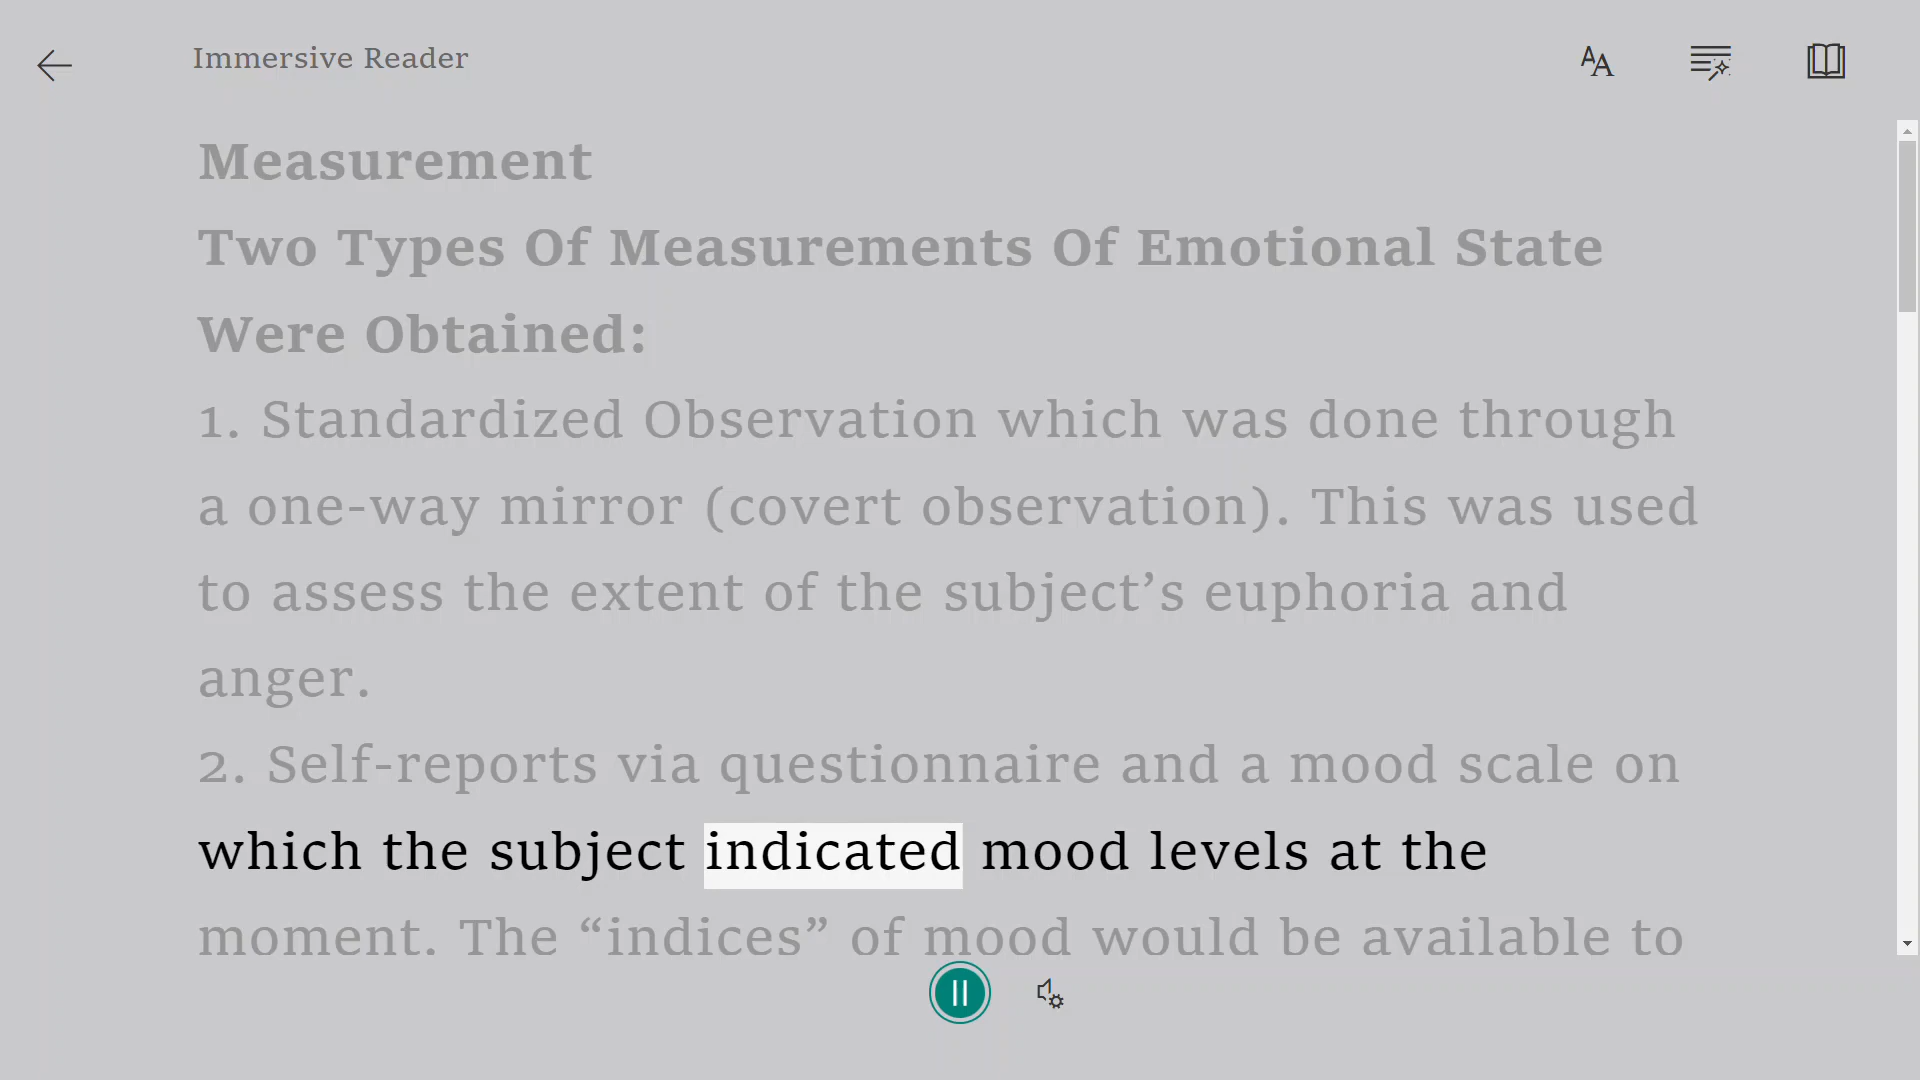 Immersive Reader
Measurement
Two Types Of Measurements Of Emotional State
Were Obtained:
1. Standardized Observation which was done through
a one-way mirror (covert observation). This was used
to assess the extent of the subject’s euphoria and
anger.
2. Self-reports via questionnaire and a mood scale on
which the subject indicated mood levels at the
moment. The “indices” of mood would be available to